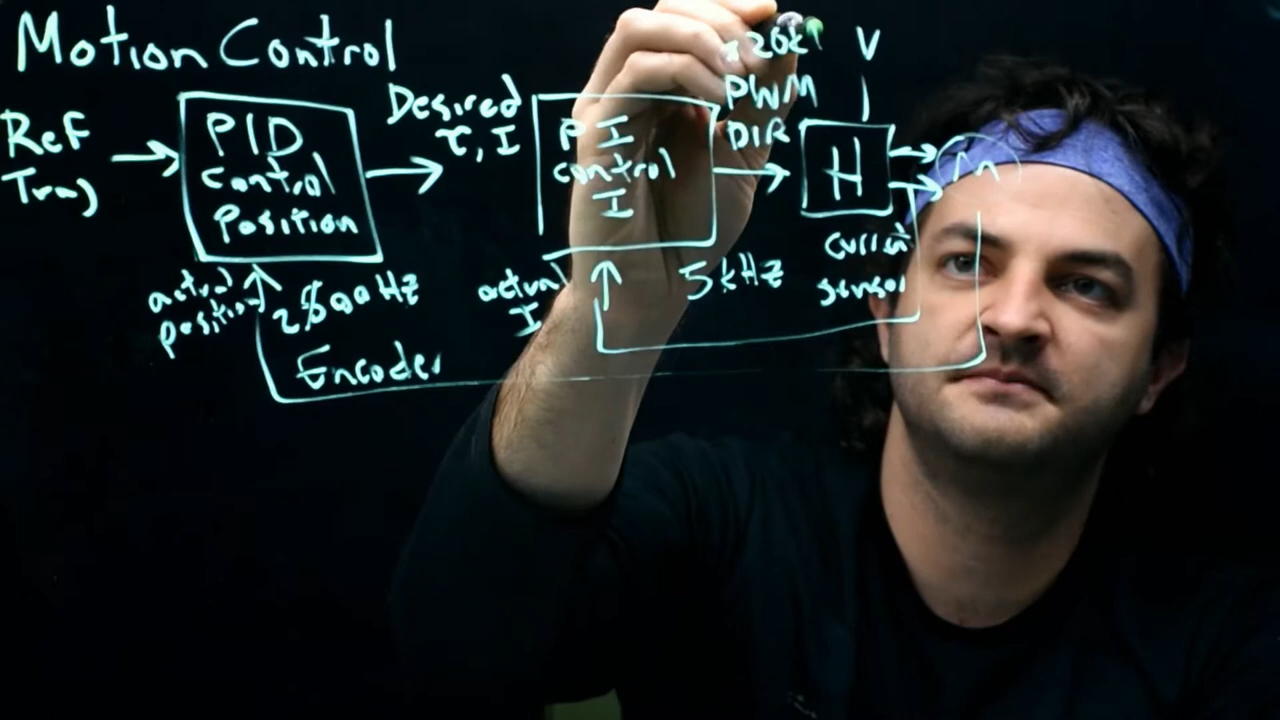 Motion Control
Ref
Traj
PID
control
Position
Desired
τ, I
PI
control
I
20k
PWM
DIR
V
H
M
current
sensor
actual
position
200Hz
actual
I
5kHz
Encoder